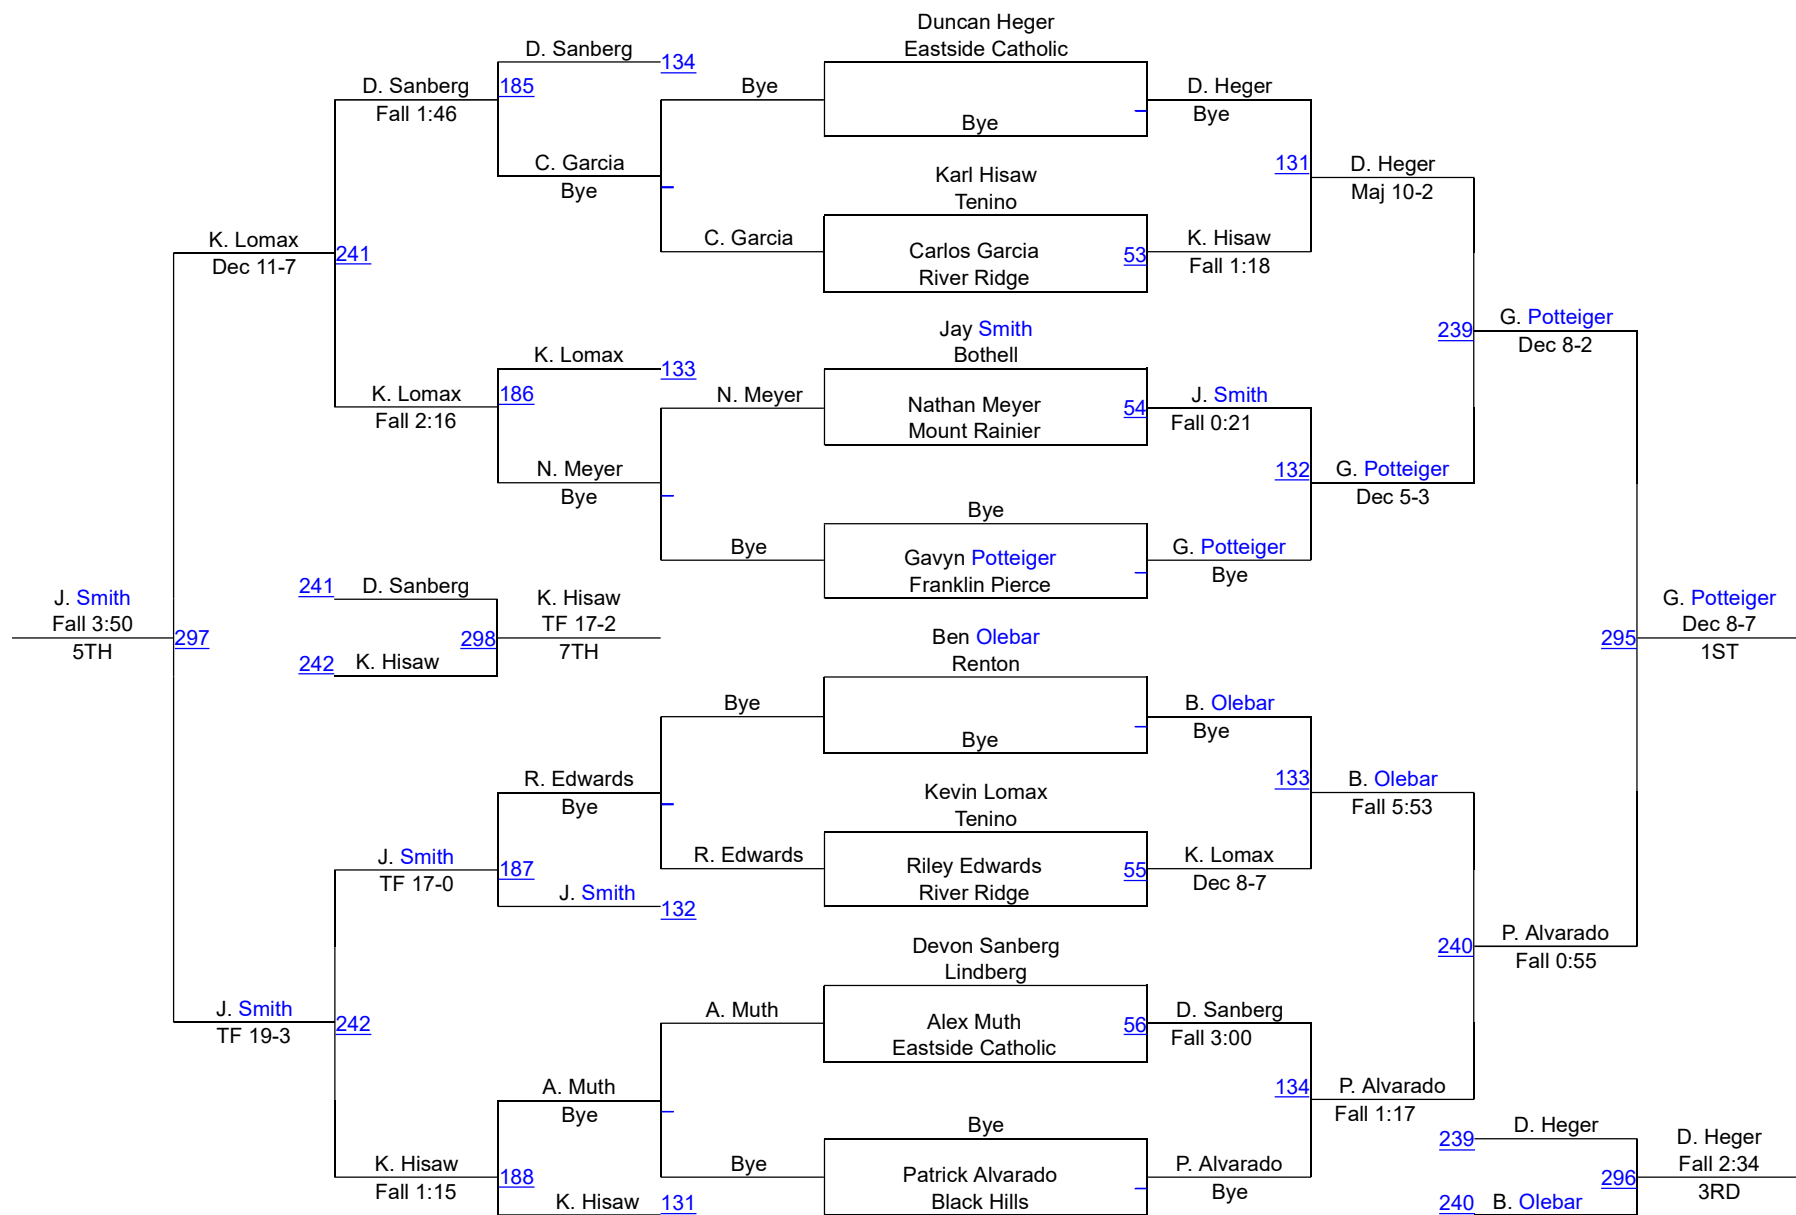 Duncan Heger
Eastside Catholic
D. Sanberg
134
D. Sanberg
185
Fall 1:46
Bye
D. Heger
Bye
Bye
C. Garcia
Bye
131
D. Heger
Maj 10-2
Karl Hisaw
Tenino
K. Lomax
Dec 11-7
241
C. Garcia
Carlos Garcia
River Ridge
53
K. Hisaw
Fall 1:18
Jay Smith
Bothell
239
G. Potteiger
Dec 8-2
K. Lomax
133
K. Lomax
186
Fall 2:16
N. Meyer
Nathan Meyer
Mount Rainier
54
J. Smith
Fall 0:21
N. Meyer
Bye
132
G. Potteiger
Dec 5-3
Bye
Bye
Gavyn Potteiger
Franklin Pierce
G. Potteiger
Bye
J. Smith
Fall 3:50
5TH
297
241
D. Sanberg
242
K. Hisaw
298
K. Hisaw
TF 17-2
7TH
Ben Olebar
Renton
295
G. Potteiger
Dec 8-7
1ST
Bye
Bye
B. Olebar
Bye
R. Edwards
Bye
133
B. Olebar
Fall 5:53
Kevin Lomax
Tenino
J. Smith
TF 17-0
187
R. Edwards
Riley Edwards
River Ridge
55
K. Lomax
Dec 8-7
J. Smith
132
Devon Sanberg
Lindberg
240
P. Alvarado
Fall 0:55
J. Smith
TF 19-3
242
A. Muth
Alex Muth
Eastside Catholic
56
D. Sanberg
Fall 3:00
A. Muth
Bye
134
P. Alvarado
Fall 1:17
Bye
Bye
Patrick Alvarado
Black Hills
P. Alvarado
Bye
K. Hisaw
Fall 1:15
188
K. Hisaw
131
239
D. Heger
240
B. Olebar
296
D. Heger
Fall 2:34
3RD